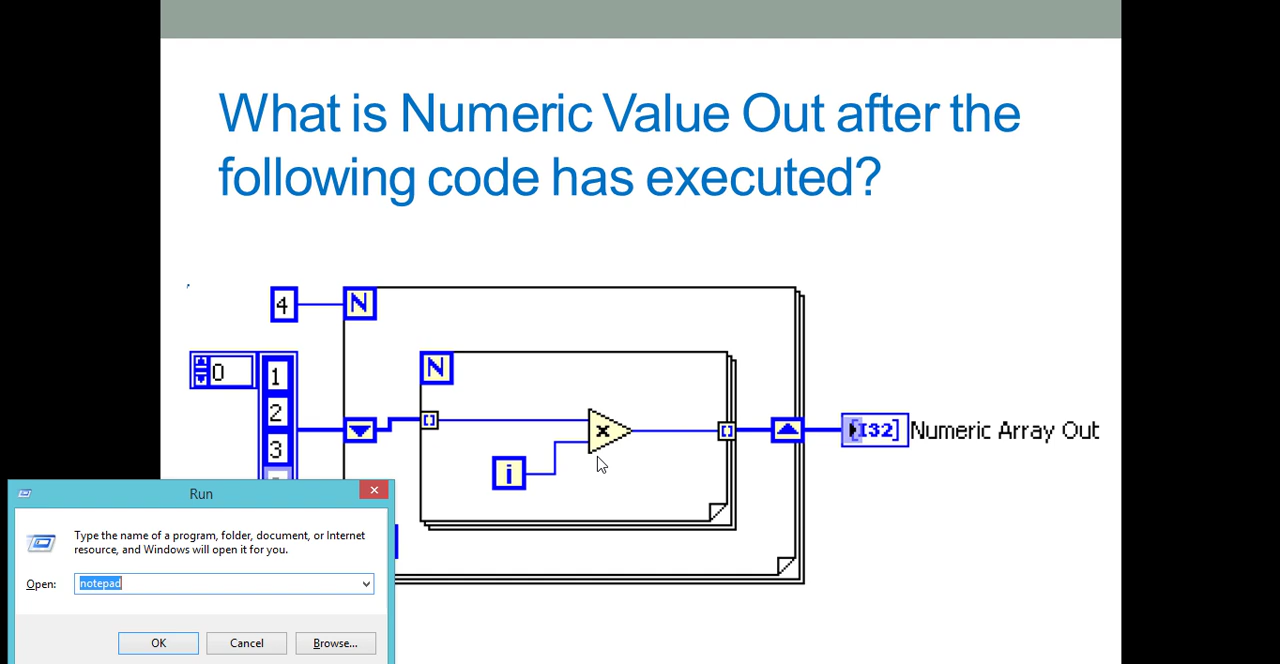 What is Numeric Value Out after the
following code has executed?
4
N
0
1
2
3
N
i
x
[I32]
Numeric Array Out
Run
Type the name of a program, folder, document, or Internet
resource, and Windows will open it for you.
Open:
notepad
OK
Cancel
Browse...